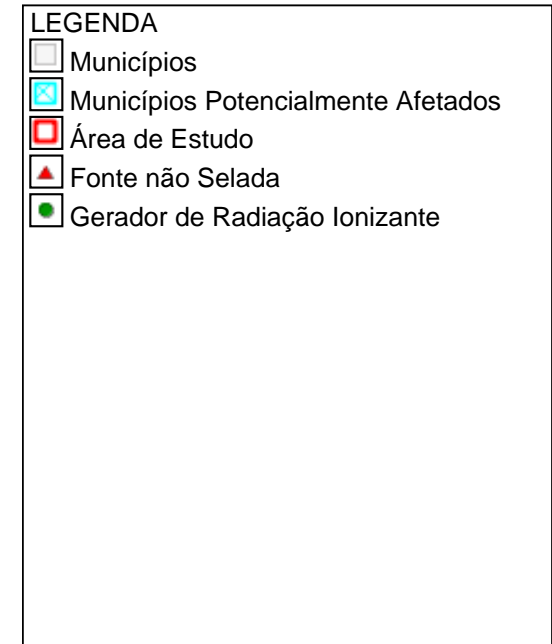 LEGENDA
Municípios
Municípios Potencialmente Afetados
Área de Estudo
Fonte não Selada
Gerador de Radiação Ionizante